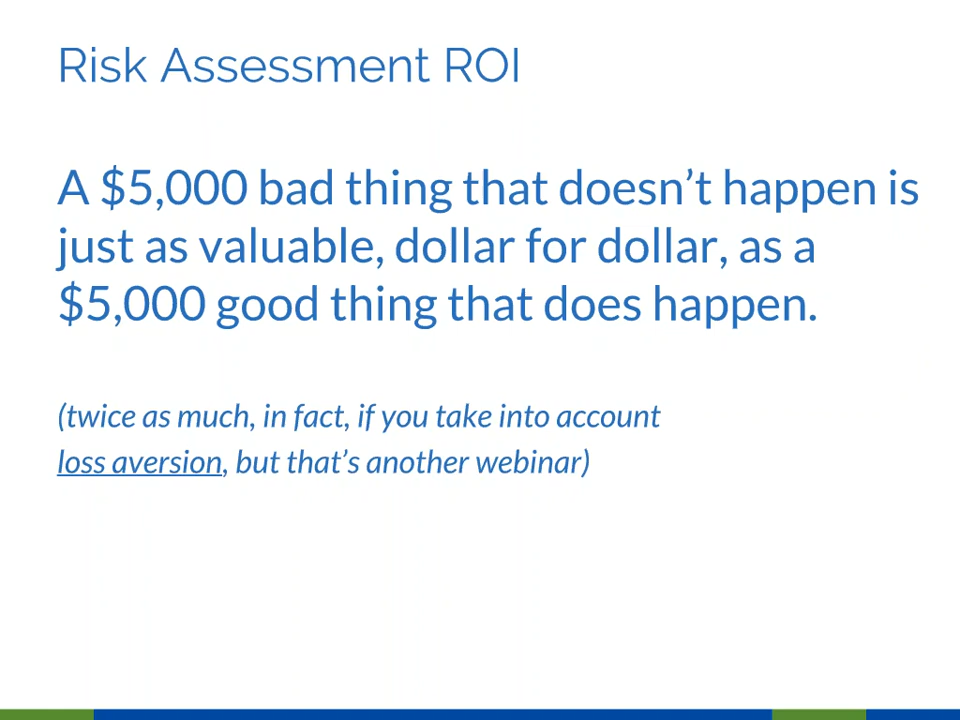 Risk Assessment ROI
A $5,000 bad thing that doesn’t happen is
just as valuable, dollar for dollar, as a
$5,000 good thing that does happen.
(twice as much, in fact, if you take into account
loss aversion, but that’s another webinar)